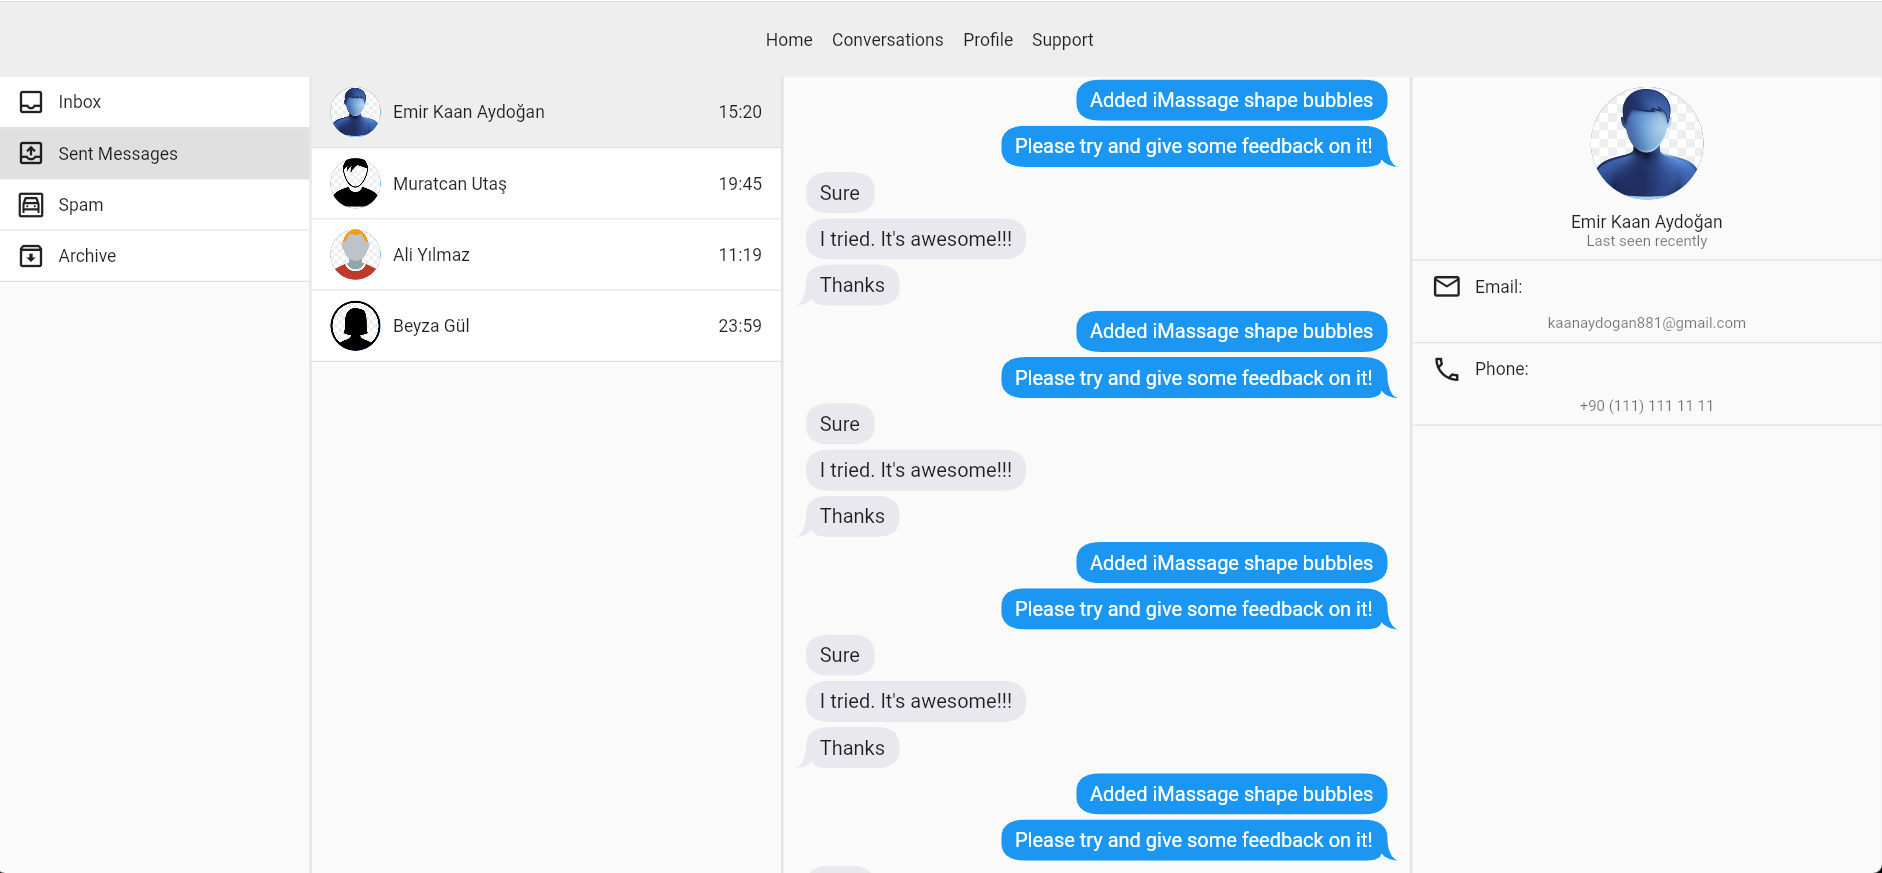 Home Conversations Profile Support
Inbox
Sent Messages
Spam
Archive
Emir Kaan Aydoğan 15:20
Muratcan Utaş 19:45
Ali Yılmaz 11:19
Beyza Gül 23:59
Added iMassage shape bubbles
Please try and give some feedback on it!
Sure
I tried. It's awesome!!!
Thanks
Added iMassage shape bubbles
Please try and give some feedback on it!
Sure
I tried. It's awesome!!!
Thanks
Added iMassage shape bubbles
Please try and give some feedback on it!
Sure
I tried. It's awesome!!!
Thanks
Added iMassage shape bubbles
Please try and give some feedback on it!
Emir Kaan Aydoğan
Last seen recently
Email:
kaanaydogan881@gmail.com
Phone:
+90 (111) 111 11 11